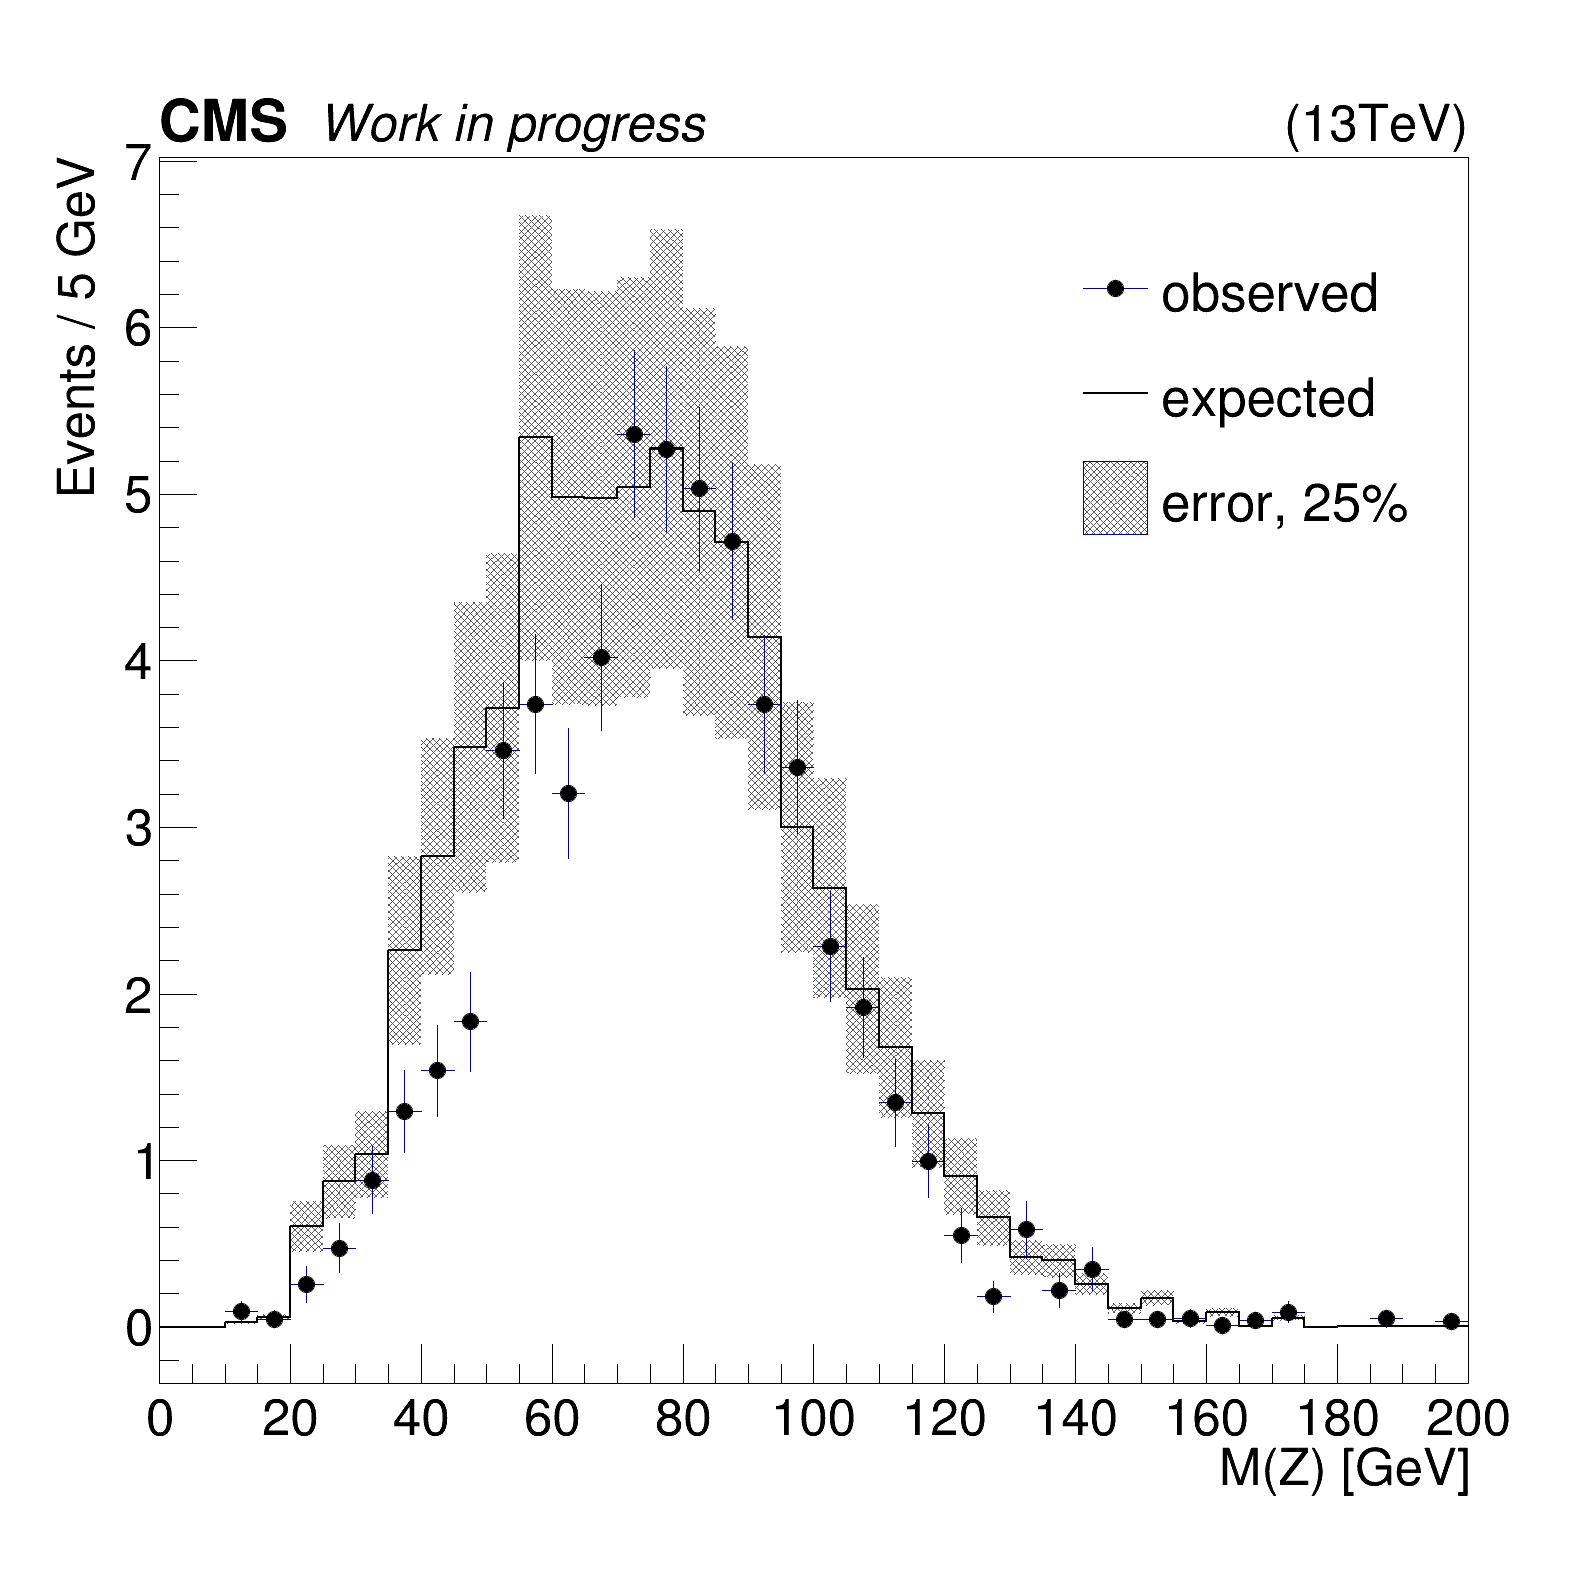 CMS Work in progress (13TeV)
Events / 5 GeV
7
6
5
4
3
2
1
0
observed
expected
error, 25%
0 20 40 60 80 100 120 140 160 180 200
M(Z) [GeV]